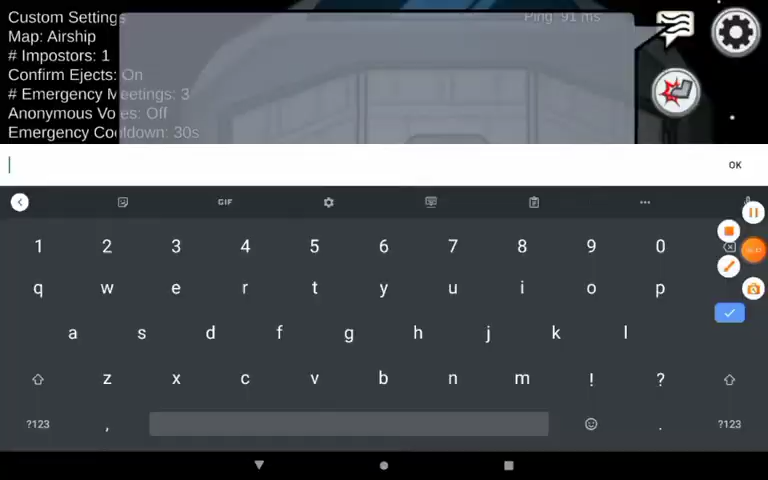 Custom Settings
Ping: 91 ms
Map: Airship
# Impostors: 1
Confirm Ejects: On
# Emergency Meetings: 3
Anonymous Votes: Off
Emergency Cooldown: 30s
OK
GIF
1 2 3 4 5 6 7 8 9 0
q w e r t y u i o p
a s d f g h j k l
z x c v b n m ! ?
?123 , . ?123